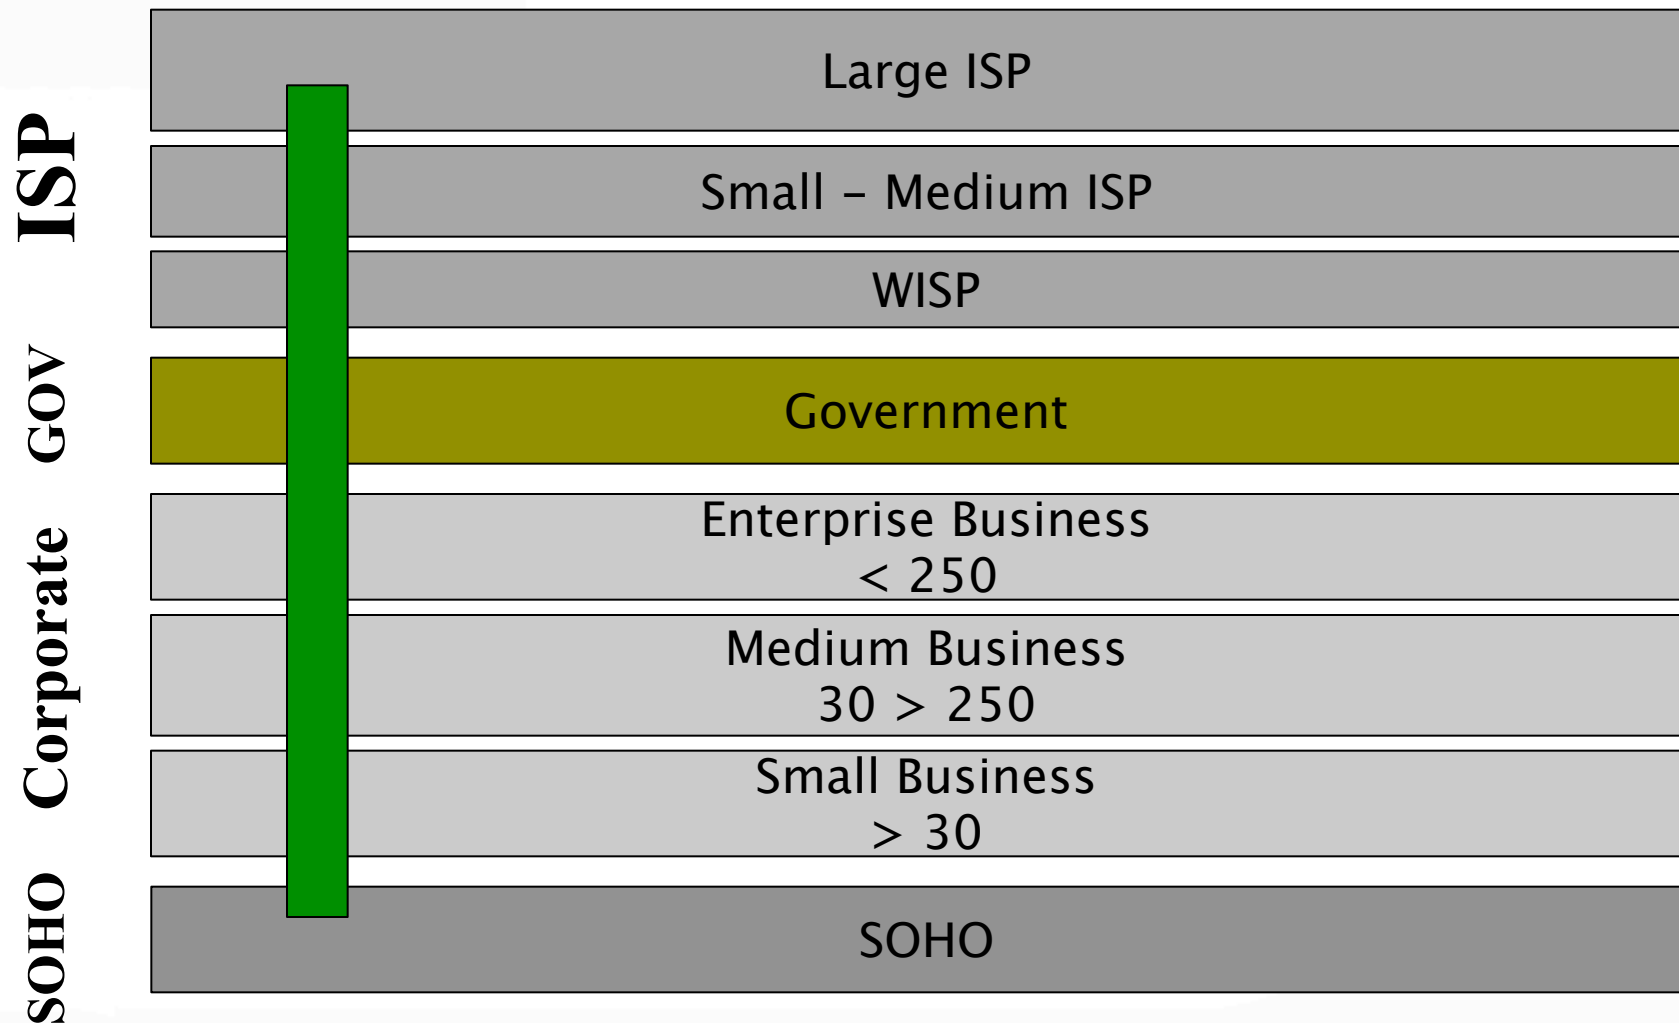 ISP
Large ISP
Small – Medium ISP
WISP
GOV
Government
Corporate
Enterprise Business
< 250
Medium Business
30 > 250
Small Business
> 30
SOHO
SOHO